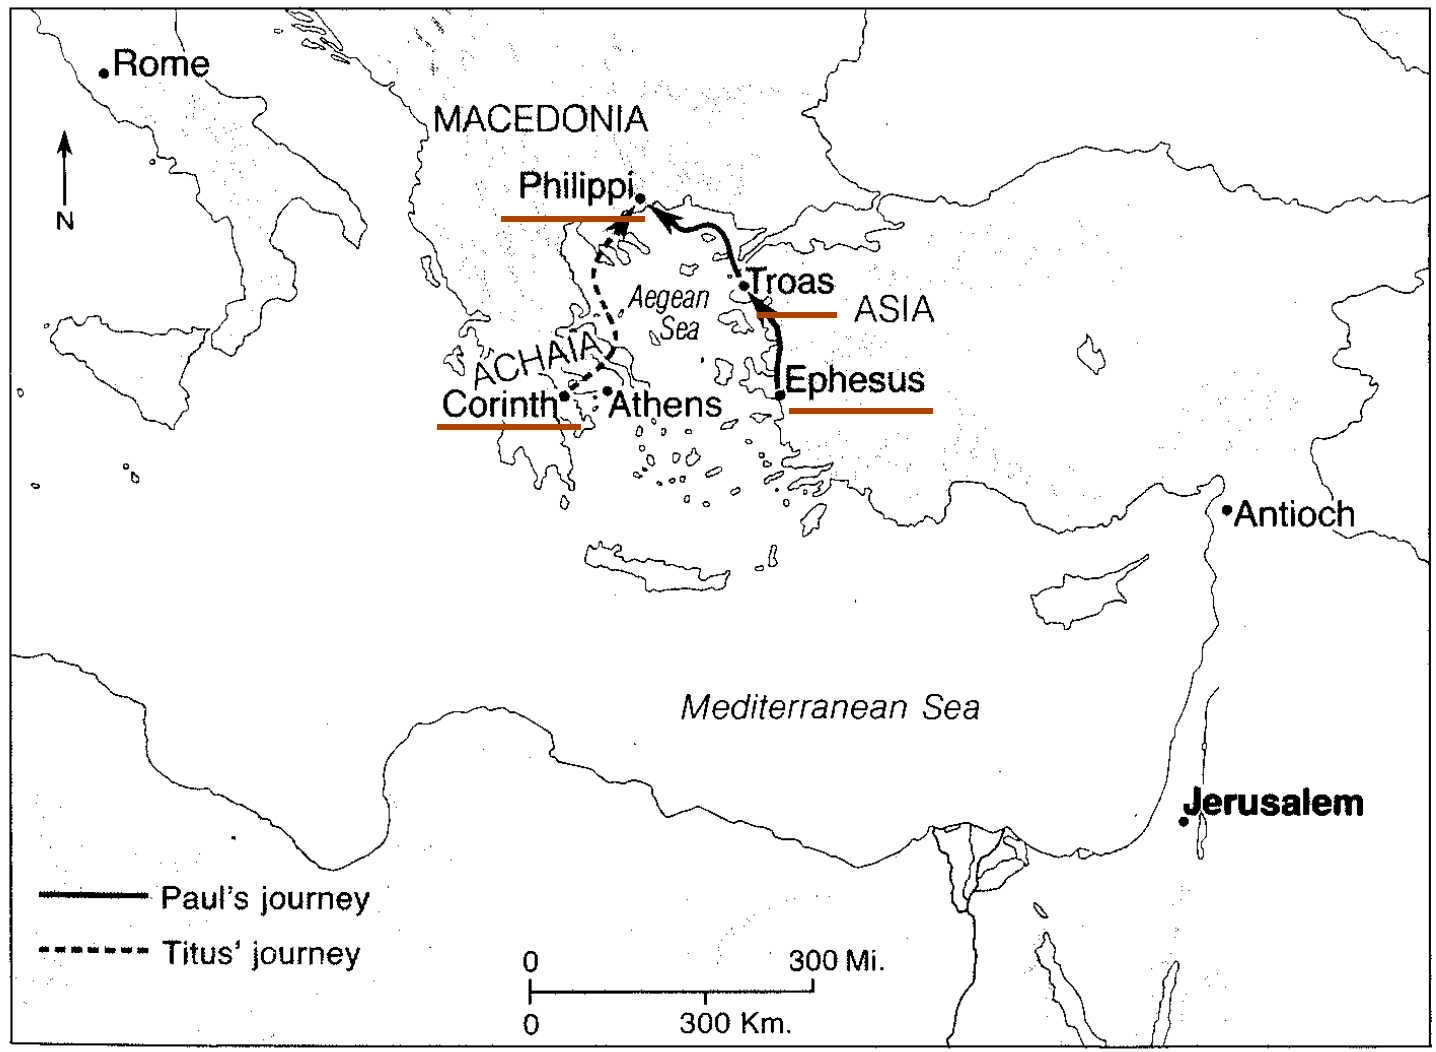 Rome
MACEDONIA
Philippi
N
Troas
Aegean
Sea
ASIA
ACHAIA
Ephesus
Corinth
Athens
Antioch
Mediterranean Sea
Jerusalem
Paul's journey
Titus' journey
0 300 Mi.
0 300 Km.